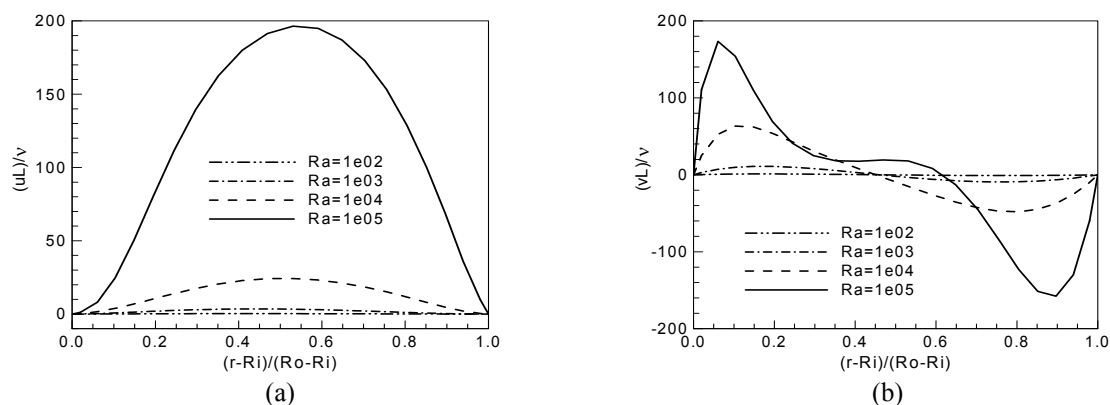 200
150
100
50
0
(uL)/ν
Ra=1e02
Ra=1e03
Ra=1e04
Ra=1e05
0.0 0.2 0.4 0.6 0.8 1.0
(r-Ri)/(Ro-Ri)
(a)
200
100
0
-100
-200
(vL)/ν
Ra=1e02
Ra=1e03
Ra=1e04
Ra=1e05
0.0 0.2 0.4 0.6 0.8 1.0
(r-Ri)/(Ro-Ri)
(b)